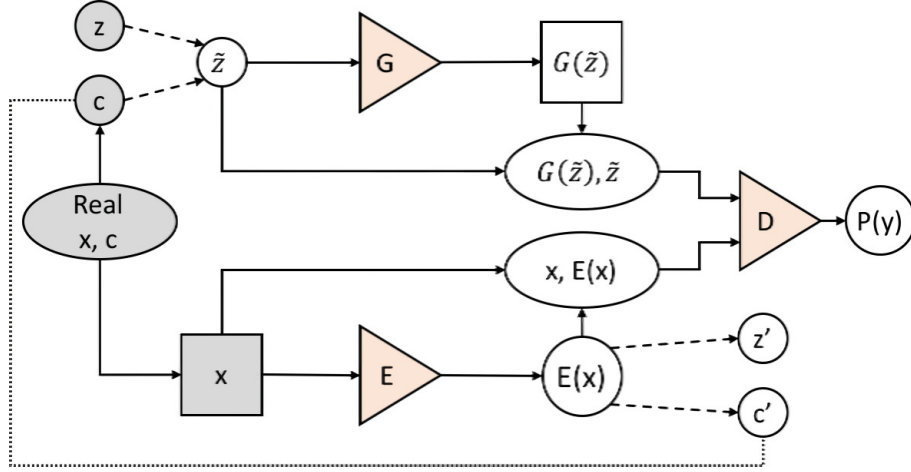 z
z̃
G
G(z̃)
c
G(z̃), z̃
Real
x, c
D
P(y)
x, E(x)
z’
x
E
E(x)
c’